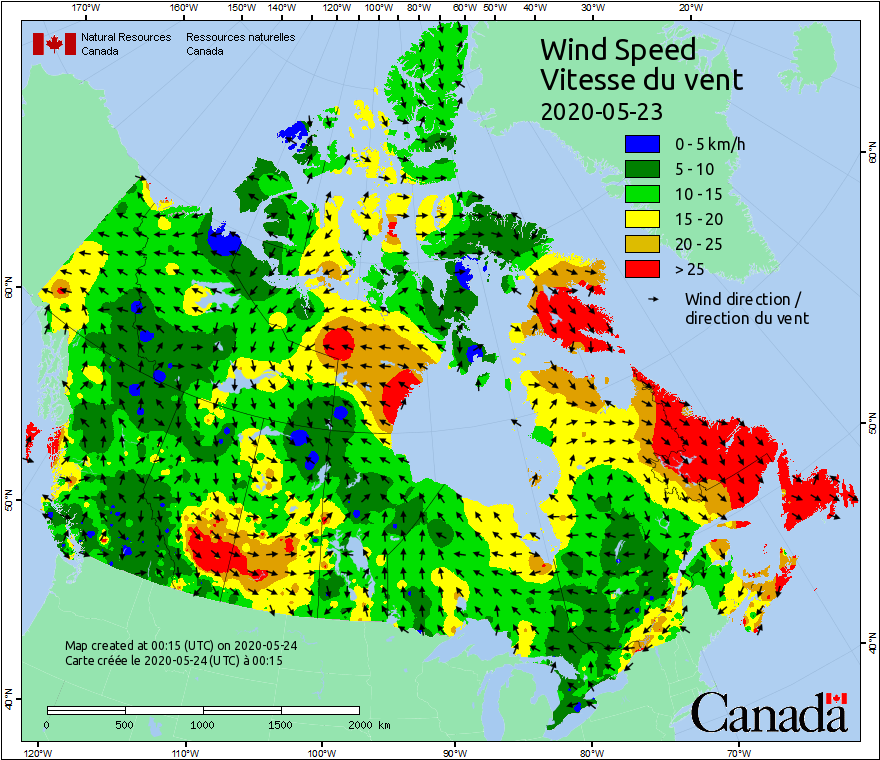 170°W 160°W 150°W 140°W 120°W 100°W 80°W 60°W 50°W 40°W 30°W 20°W
Natural Resources Ressources naturelles
Canada Canada
Wind Speed
Vitesse du vent
2020-05-23
0 - 5 km/h
5 - 10
10 - 15
15 - 20
20 - 25
> 25
Wind direction /
direction du vent
60°N
60°N
50°N
50°N
40°N
40°N
Map created at 00:15 (UTC) on 2020-05-24
Carte créée le 2020-05-24 (UTC) à 00:15
0 500 1000 1500 2000 km
Canada
120°W 110°W 100°W 90°W 80°W 70°W